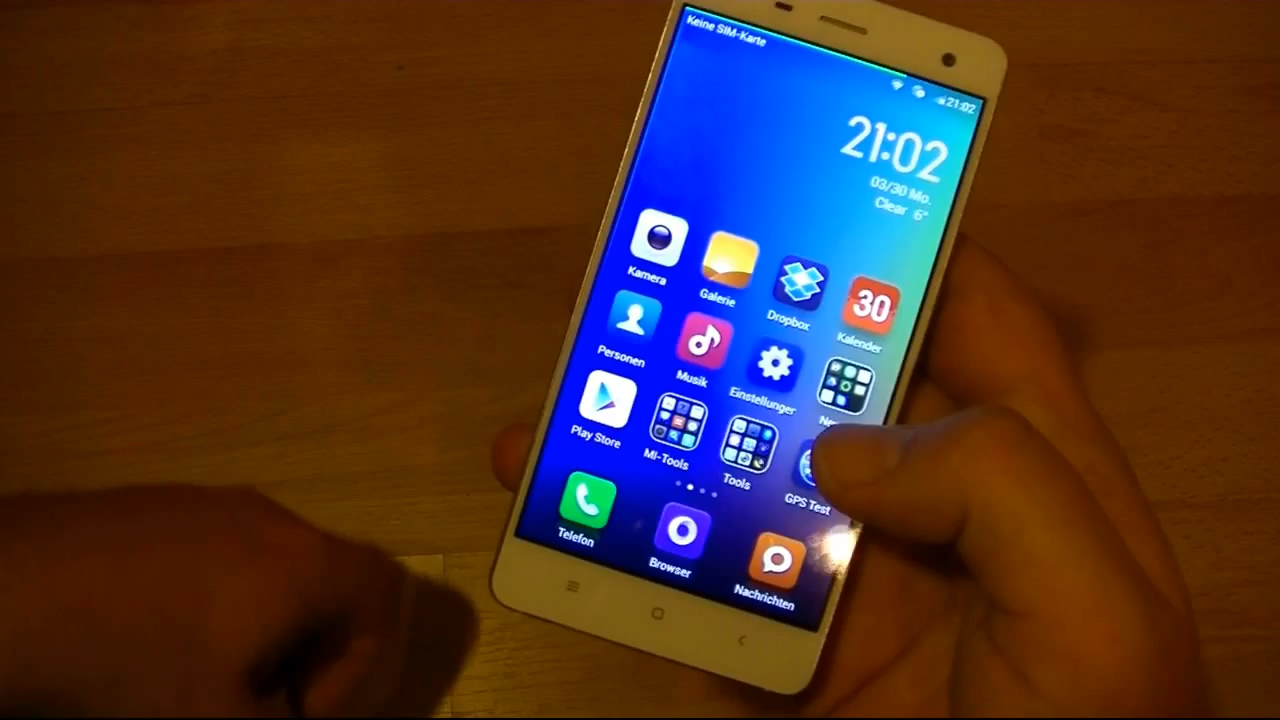 Keine SIM-Karte
21:02
21:02
03/30 Mo.
Clear 6°
Kamera
Galerie
Dropbox
30
Kalender
Personen
Musik
Einstellungen
Play Store
MI-Tools
Tools
GPS Test
Telefon
Browser
Nachrichten